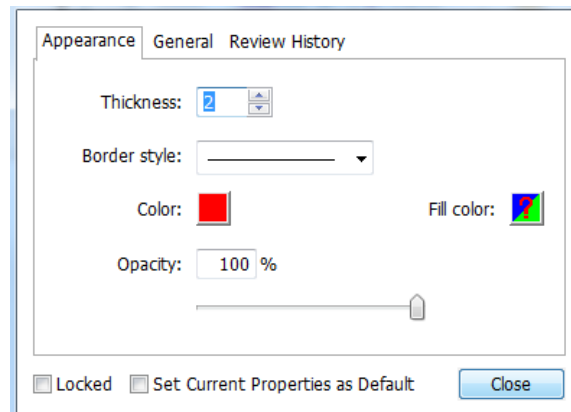 Appearance General Review History
Thickness: 2
Border style:
Color: Fill color: ?
Opacity: 100 %
Locked Set Current Properties as Default Close